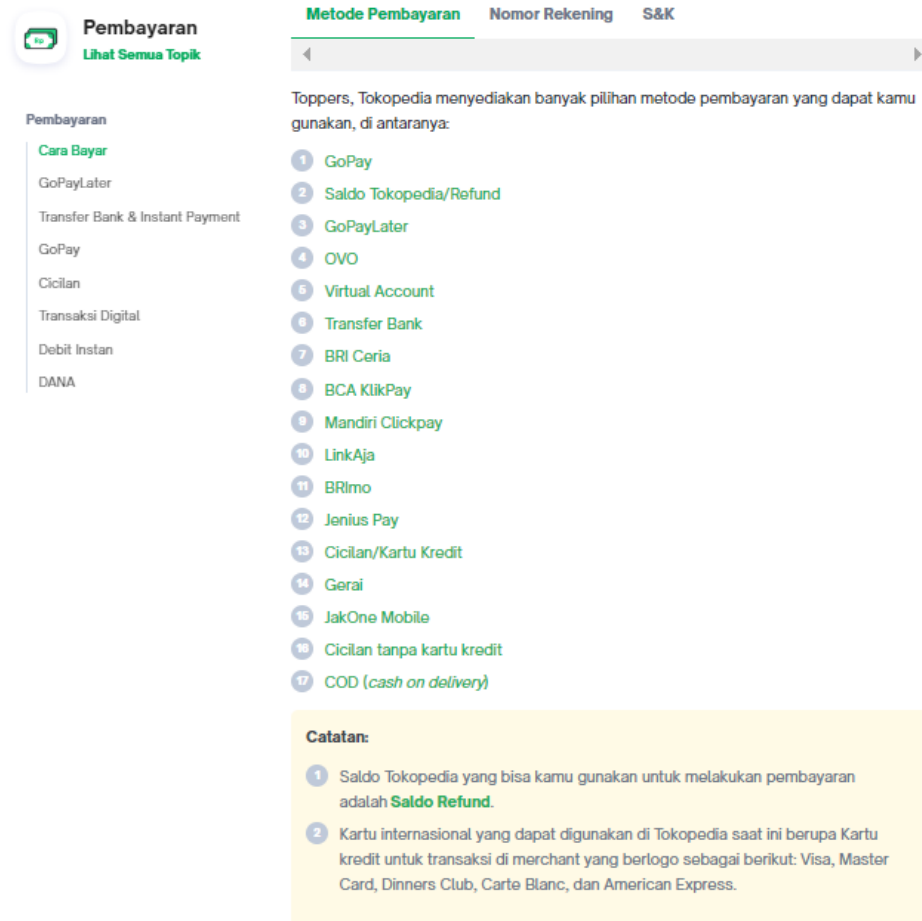 Pembayaran
Lihat Semua Topik
Pembayaran
Cara Bayar
GoPayLater
Transfer Bank & Instant Payment
GoPay
Cicilan
Transaksi Digital
Debit Instan
DANA
Metode Pembayaran Nomor Rekening S&K
Toppers, Tokopedia menyediakan banyak pilihan metode pembayaran yang dapat kamu
gunakan, di antaranya:
1 GoPay
2 Saldo Tokopedia/Refund
3 GoPayLater
4 OVO
5 Virtual Account
6 Transfer Bank
7 BRI Ceria
8 BCA KlikPay
9 Mandiri Clickpay
10 LinkAja
11 BRImo
12 Jenius Pay
13 Cicilan/Kartu Kredit
14 Gerai
15 JakOne Mobile
16 Cicilan tanpa kartu kredit
17 COD (cash on delivery)
Catatan:
1 Saldo Tokopedia yang bisa kamu gunakan untuk melakukan pembayaran
adalah Saldo Refund.
2 Kartu internasional yang dapat digunakan di Tokopedia saat ini berupa Kartu
kredit untuk transaksi di merchant yang berlogo sebagai berikut: Visa, Master
Card, Dinners Club, Carte Blanc, dan American Express.